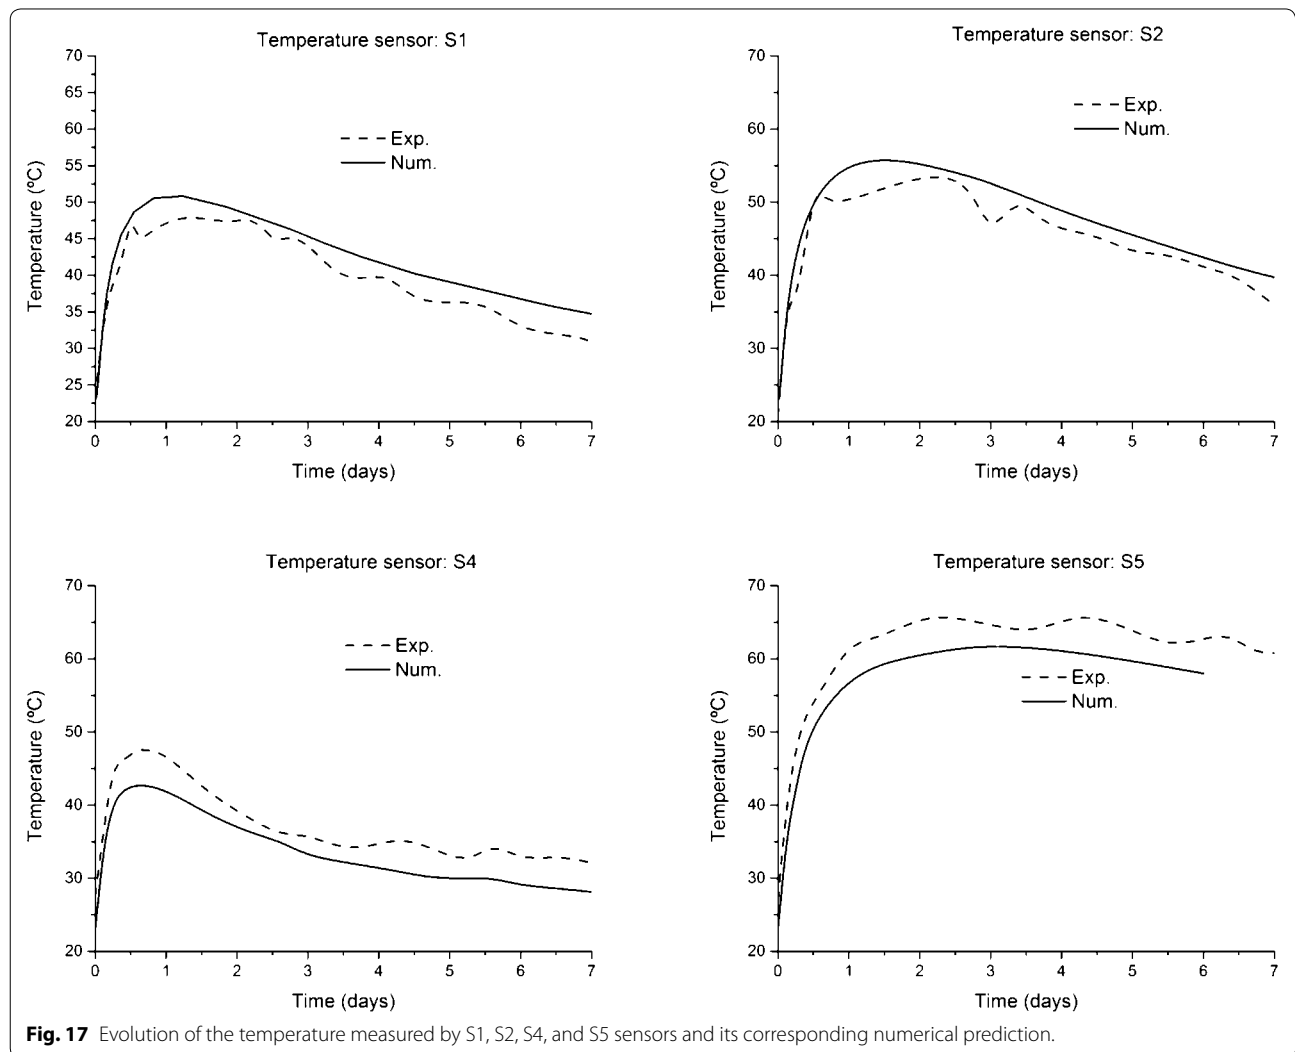 Temperature sensor: S1
70
65
60
55
50
45
40
35
30
25
20
Temperature (ºC)
Exp.
Num.
0 1 2 3 4 5 6 7
Time (days)
Temperature sensor: S2
70
60
50
40
30
20
Temperature (ºC)
Exp.
Num.
0 1 2 3 4 5 6 7
Time (days)
Temperature sensor: S4
70
60
50
40
30
20
Temperature (ºC)
Exp.
Num.
0 1 2 3 4 5 6 7
Time (days)
Temperature sensor: S5
70
60
50
40
30
20
Temperature (ºC)
Exp.
Num.
0 1 2 3 4 5 6 7
Time (days)
Fig. 17 Evolution of the temperature measured by S1, S2, S4, and S5 sensors and its corresponding numerical prediction.